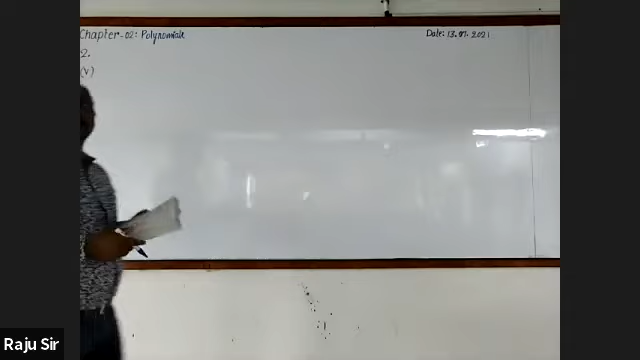 Chapter-02: Polynomials
Date: 13.07.2021
2.
(v)
Raju Sir